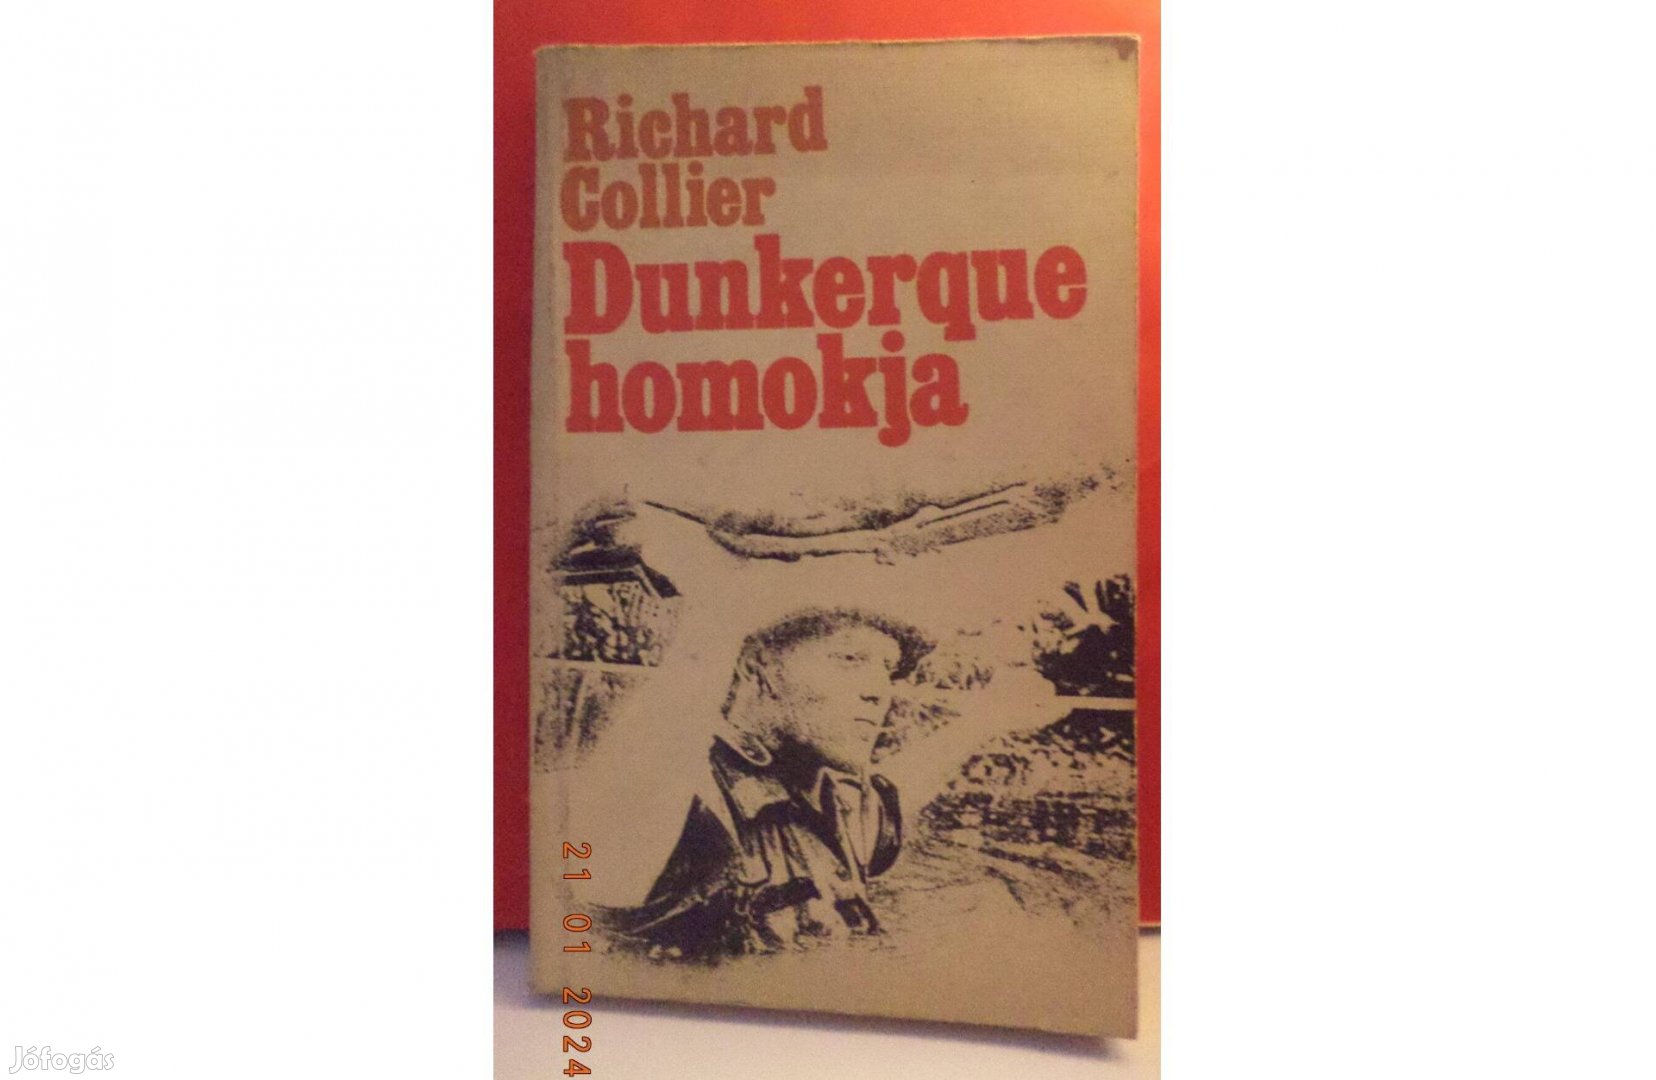 Richard
Collier
Dunkerque
homokja
21 01 2024
Jófogás